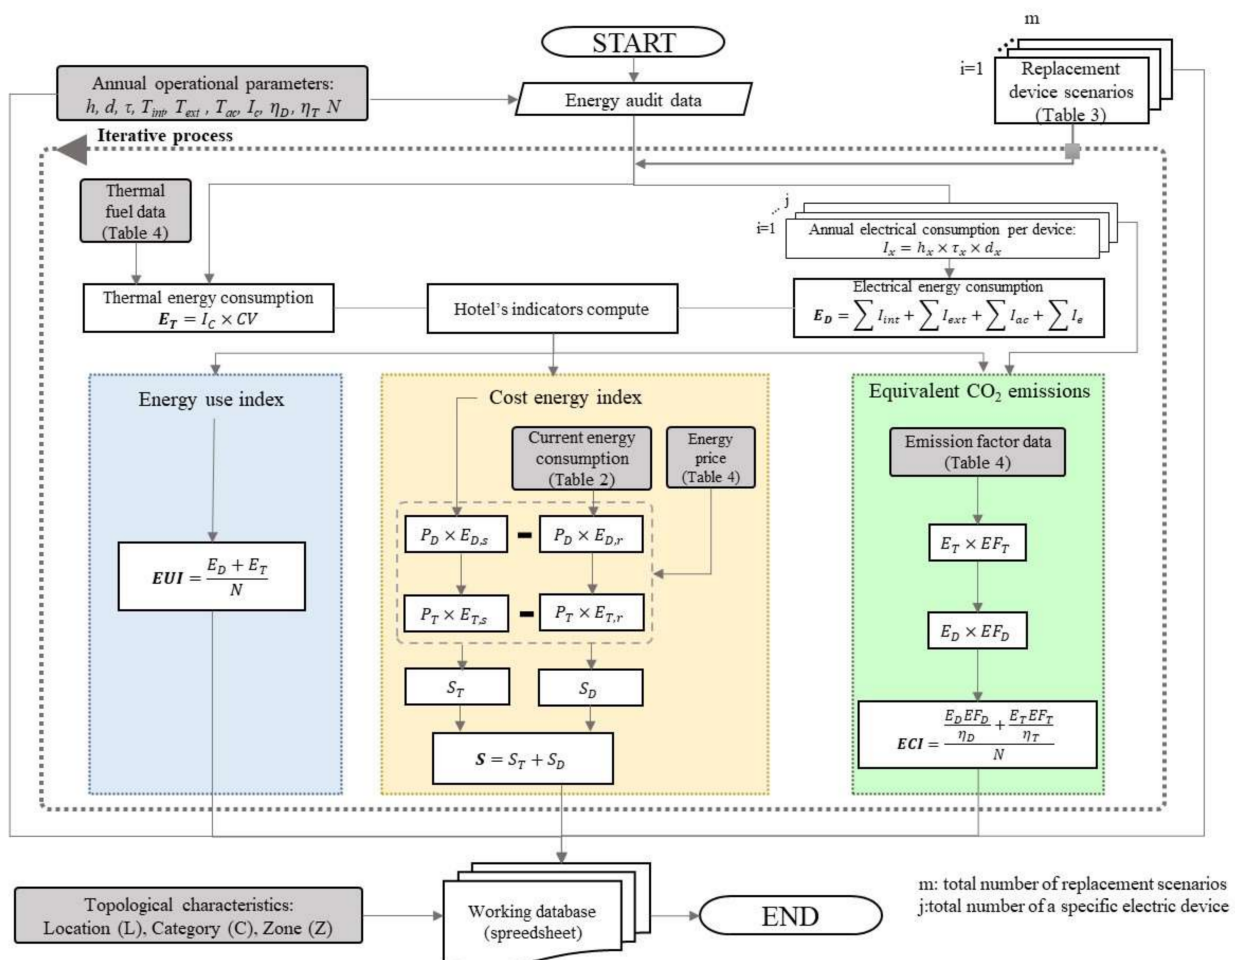 START
m
i=1
Replacement
device scenarios
(Table 3)
Annual operational parameters:
h, d, τ, T_int, T_ext , T_ac, I_c, η_D, η_T N
Energy audit data
Iterative process
Thermal
fuel data
(Table 4)
j
i=1
Annual electrical consumption per device:
I_x = h_x × τ_x × d_x
Thermal energy consumption
E_T = I_C × CV
Hotel's indicators compute
Electrical energy consumption
E_D = ∑ I_int + ∑ I_ext + ∑ I_ac + ∑ I_e
Energy use index
EUI = (E_D + E_T) / N
Cost energy index
Current energy
consumption
(Table 2)
Energy
price
(Table 4)
P_D × E_D,s - P_D × E_D,r
P_T × E_T,s - P_T × E_T,r
S_T
S_D
S = S_T + S_D
Equivalent CO₂ emissions
Emission factor data
(Table 4)
E_T × EF_T
E_D × EF_D
ECI = (E_D EF_D / η_D + E_T EF_T / η_T) / N
Topological characteristics:
Location (L), Category (C), Zone (Z)
Working database
(spreedsheet)
END
m: total number of replacement scenarios
j:total number of a specific electric device